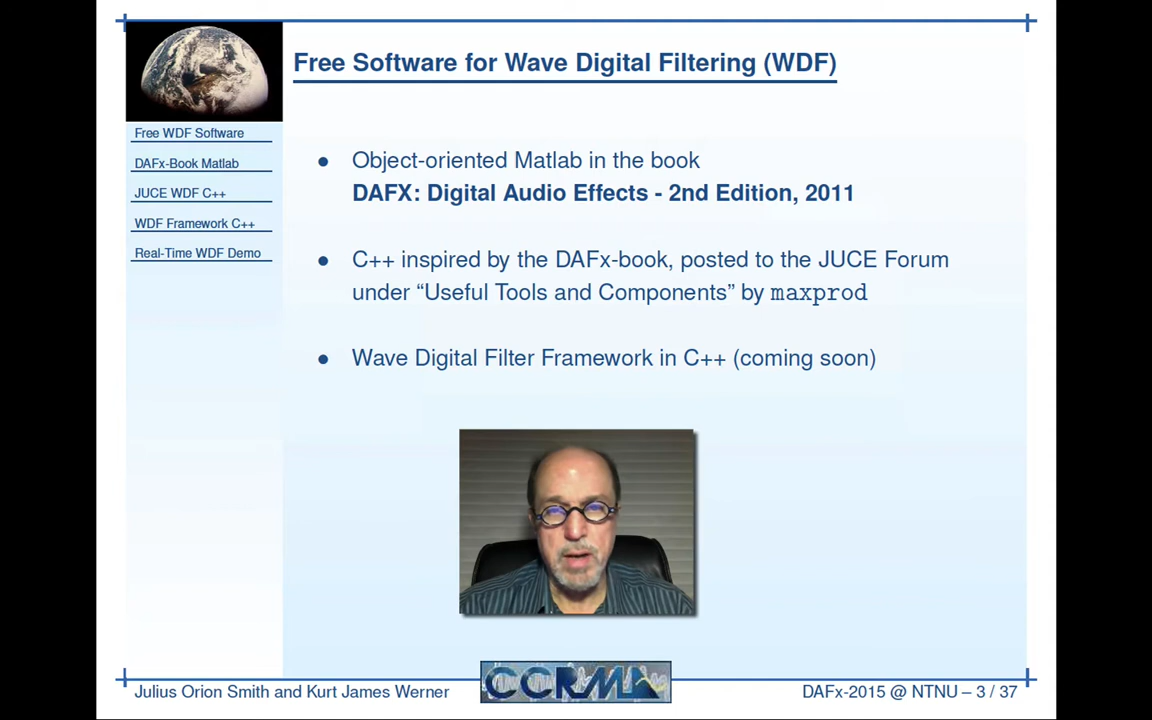 Free Software for Wave Digital Filtering (WDF)
Free WDF Software
DAFx-Book Matlab
JUCE WDF C++
WDF Framework C++
Real-Time WDF Demo
● Object-oriented Matlab in the book
DAFX: Digital Audio Effects - 2nd Edition, 2011
● C++ inspired by the DAFx-book, posted to the JUCE Forum
under “Useful Tools and Components” by maxprod
● Wave Digital Filter Framework in C++ (coming soon)
CCRMA
Julius Orion Smith and Kurt James Werner
DAFx-2015 @ NTNU – 3 / 37